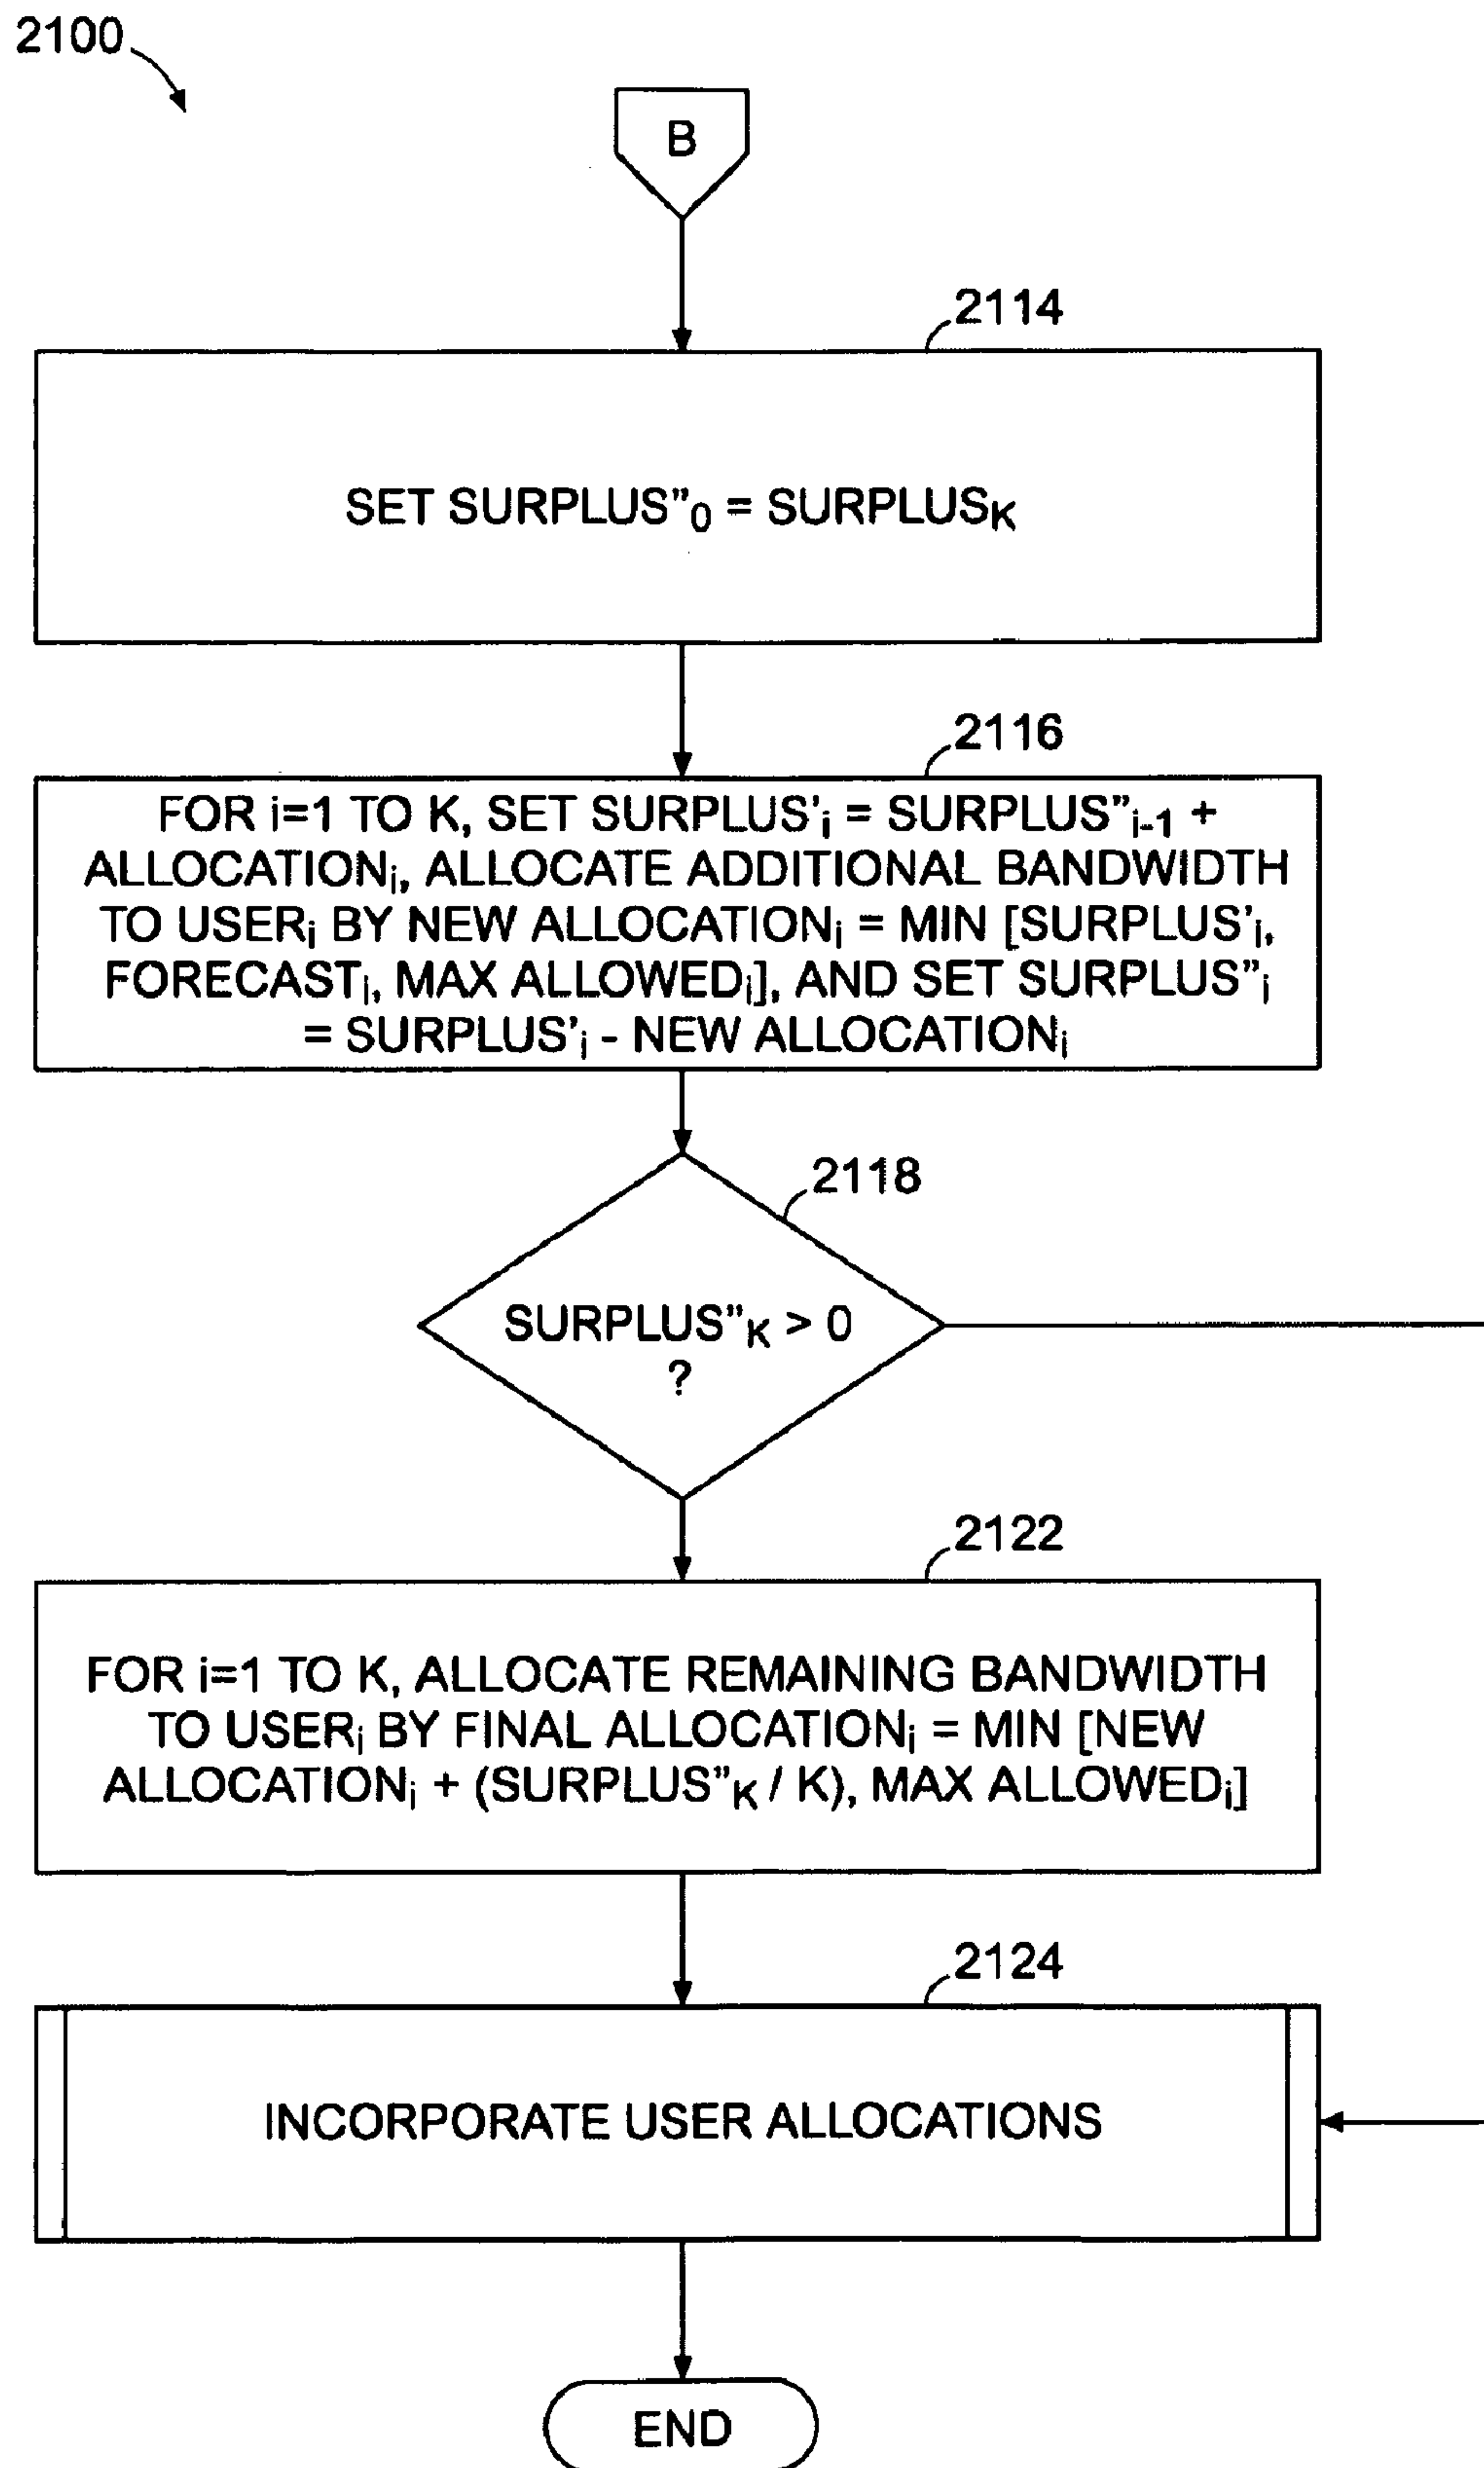 2100
B
2114
SET SURPLUS"₀ = SURPLUSK
2116
FOR i=1 TO K, SET SURPLUS'ᵢ = SURPLUS"ᵢ₋₁ +
ALLOCATIONᵢ, ALLOCATE ADDITIONAL BANDWIDTH
TO USERᵢ BY NEW ALLOCATIONᵢ = MIN [SURPLUS'ᵢ,
FORECASTᵢ, MAX ALLOWEDᵢ], AND SET SURPLUS"ᵢ
= SURPLUS'ᵢ - NEW ALLOCATIONᵢ
2118
SURPLUS"K > 0
?
2122
FOR i=1 TO K, ALLOCATE REMAINING BANDWIDTH
TO USERᵢ BY FINAL ALLOCATIONᵢ = MIN [NEW
ALLOCATIONᵢ + (SURPLUS"K / K), MAX ALLOWEDᵢ]
2124
INCORPORATE USER ALLOCATIONS
END